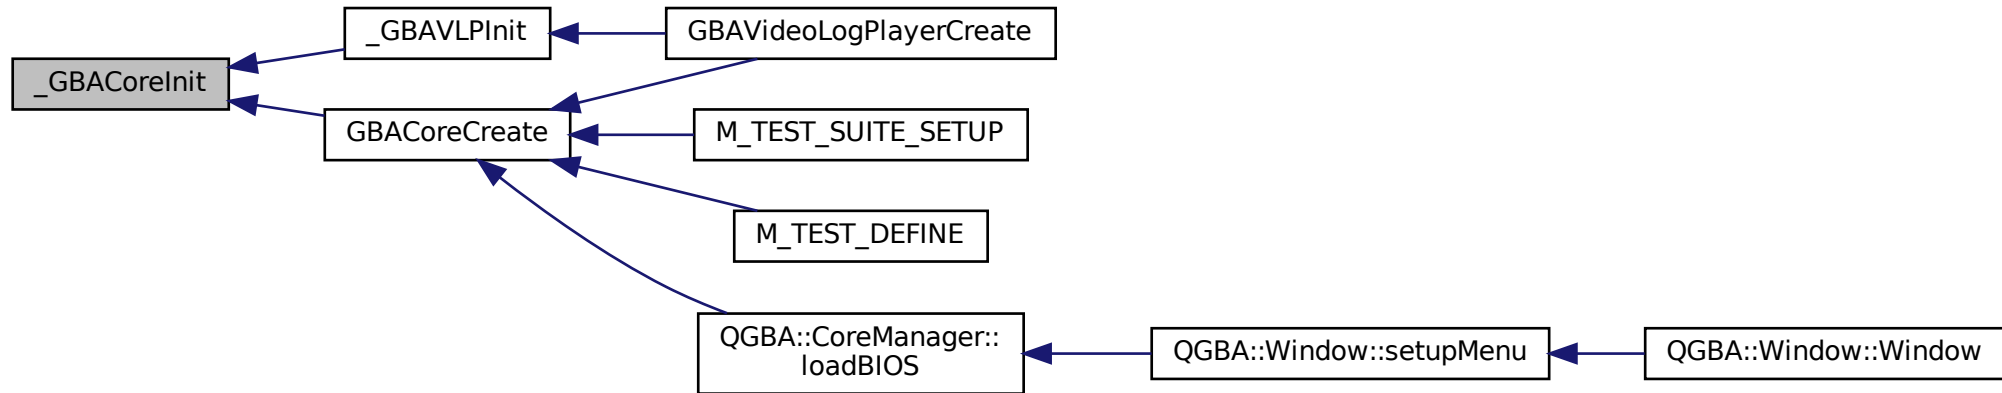 _GBACoreInit
_GBAVLPInit
GBAVideoLogPlayerCreate
GBACoreCreate
M_TEST_SUITE_SETUP
M_TEST_DEFINE
QGBA::CoreManager::
loadBIOS
QGBA::Window::setupMenu
QGBA::Window::Window